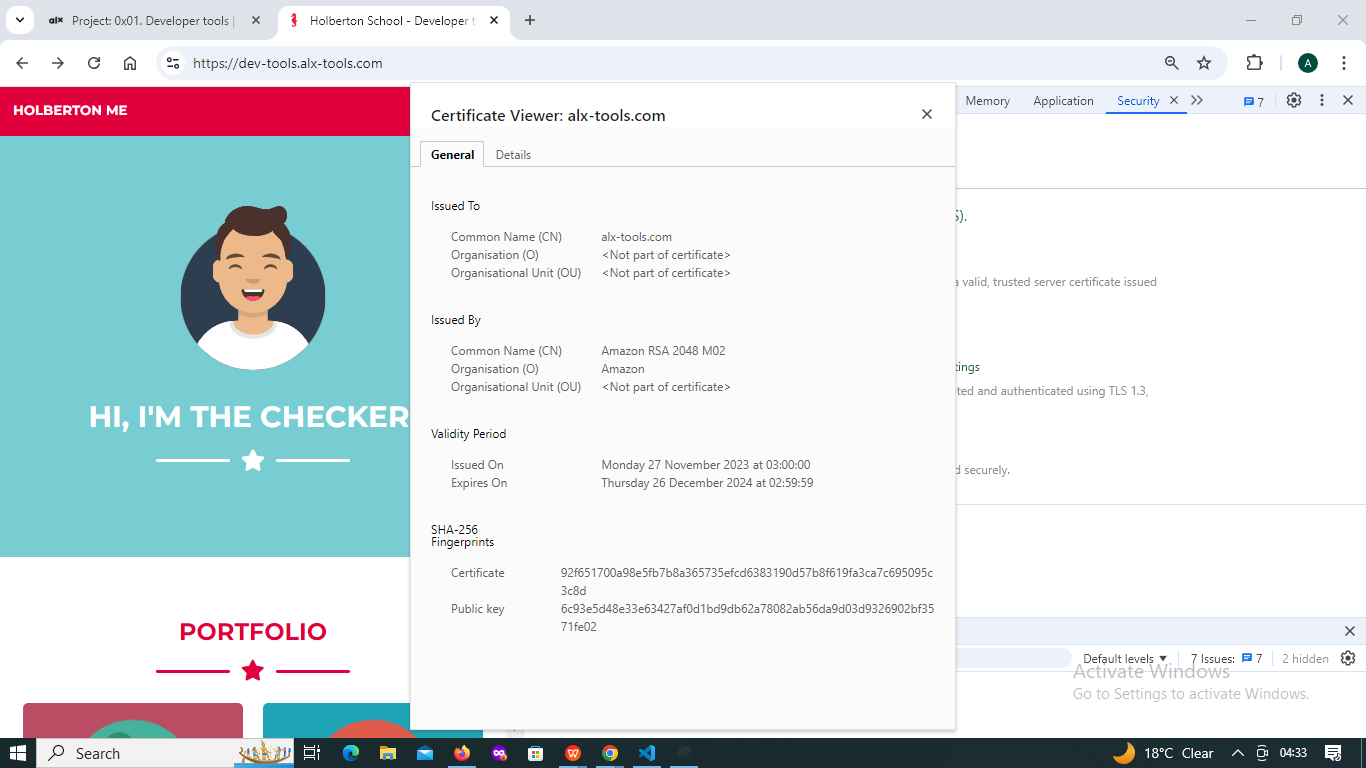 alx Project: 0x01. Developer tools |
Holberton School - Developer t
https://dev-tools.alx-tools.com
A
HOLBERTON ME
Memory Application Security 7
HI, I'M THE CHECKER
PORTFOLIO
Certificate Viewer: alx-tools.com
General Details
Issued To
Common Name (CN) alx-tools.com
Organisation (O) <Not part of certificate>
Organisational Unit (OU) <Not part of certificate>
Issued By
Common Name (CN) Amazon RSA 2048 M02
Organisation (O) Amazon
Organisational Unit (OU) <Not part of certificate>
Validity Period
Issued On Monday 27 November 2023 at 03:00:00
Expires On Thursday 26 December 2024 at 02:59:59
SHA-256
Fingerprints
Certificate 92f651700a98e5fb7b8a365735efcd6383190d57b8f619fa3ca7c695095c
3c8d
Public key 6c93e5d48e33e63427af0d1bd9db62a78082ab56da9d03d9326902bf35
71fe02
S).
a valid, trusted server certificate issued
tings
ted and authenticated using TLS 1.3,
d securely.
Default levels 7 Issues: 7 2 hidden
Activate Windows
Go to Settings to activate Windows.
Search
18°C Clear 04:33